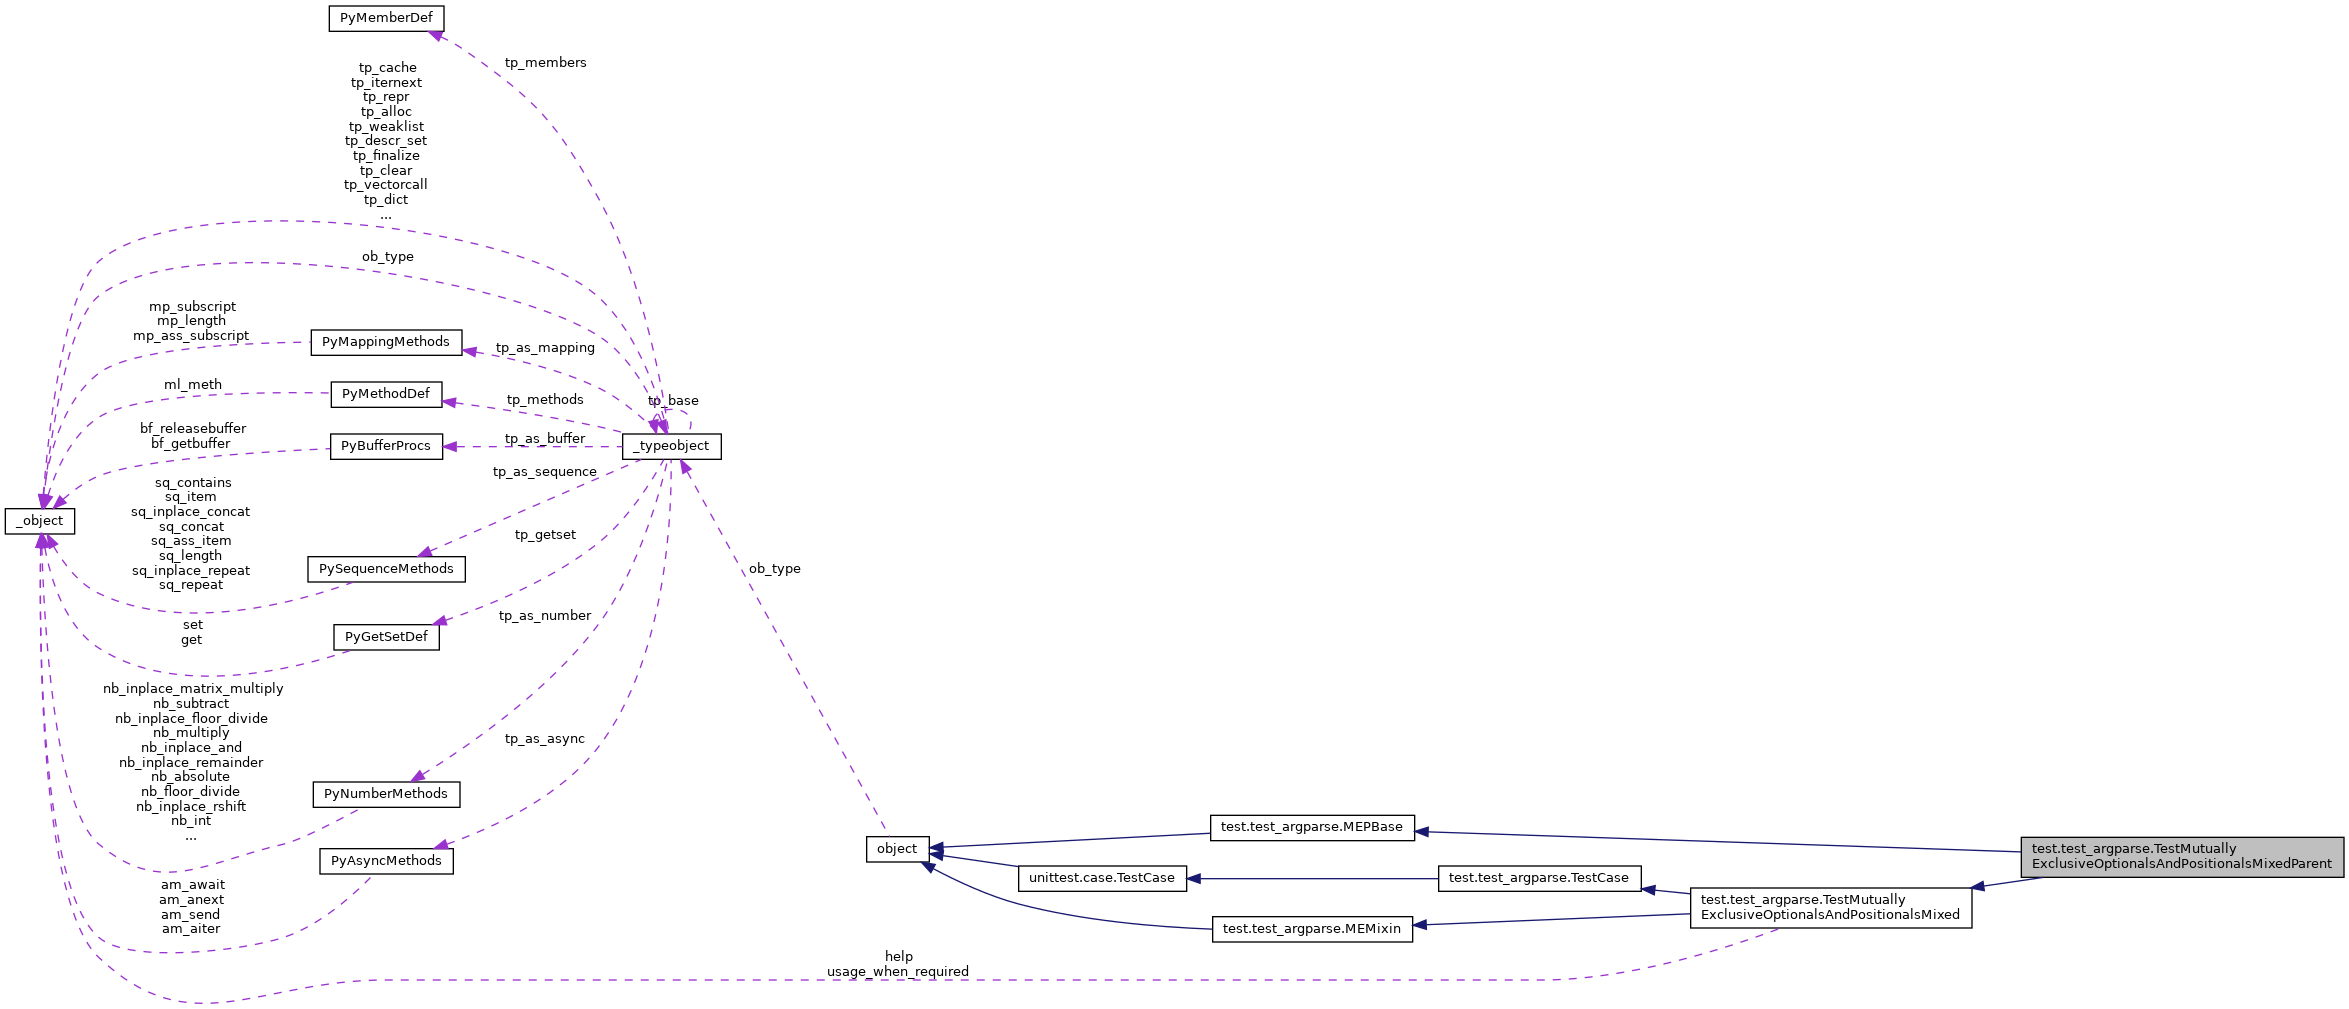 PyMemberDef
tp_members
tp_cache
tp_iternext
tp_repr
tp_alloc
tp_weaklist
tp_descr_set
tp_finalize
tp_clear
tp_vectorcall
tp_dict
...
ob_type
mp_subscript
mp_length
mp_ass_subscript
PyMappingMethods
tp_as_mapping
ml_meth
PyMethodDef
tp_methods
tp_base
bf_releasebuffer
bf_getbuffer
PyBufferProcs
tp_as_buffer
_typeobject
tp_as_sequence
sq_contains
sq_item
sq_inplace_concat
sq_concat
sq_ass_item
sq_length
sq_inplace_repeat
sq_repeat
_object
PySequenceMethods
tp_getset
ob_type
set
get
PyGetSetDef
tp_as_number
nb_inplace_matrix_multiply
nb_subtract
nb_inplace_floor_divide
nb_multiply
nb_inplace_and
nb_inplace_remainder
nb_absolute
nb_floor_divide
nb_inplace_rshift
nb_int
...
PyNumberMethods
tp_as_async
PyAsyncMethods
am_await
am_anext
am_send
am_aiter
object
test.test_argparse.MEPBase
unittest.case.TestCase
test.test_argparse.TestCase
test.test_argparse.MEMixin
test.test_argparse.TestMutually
ExclusiveOptionalsAndPositionalsMixed
test.test_argparse.TestMutually
ExclusiveOptionalsAndPositionalsMixedParent
help
usage_when_required